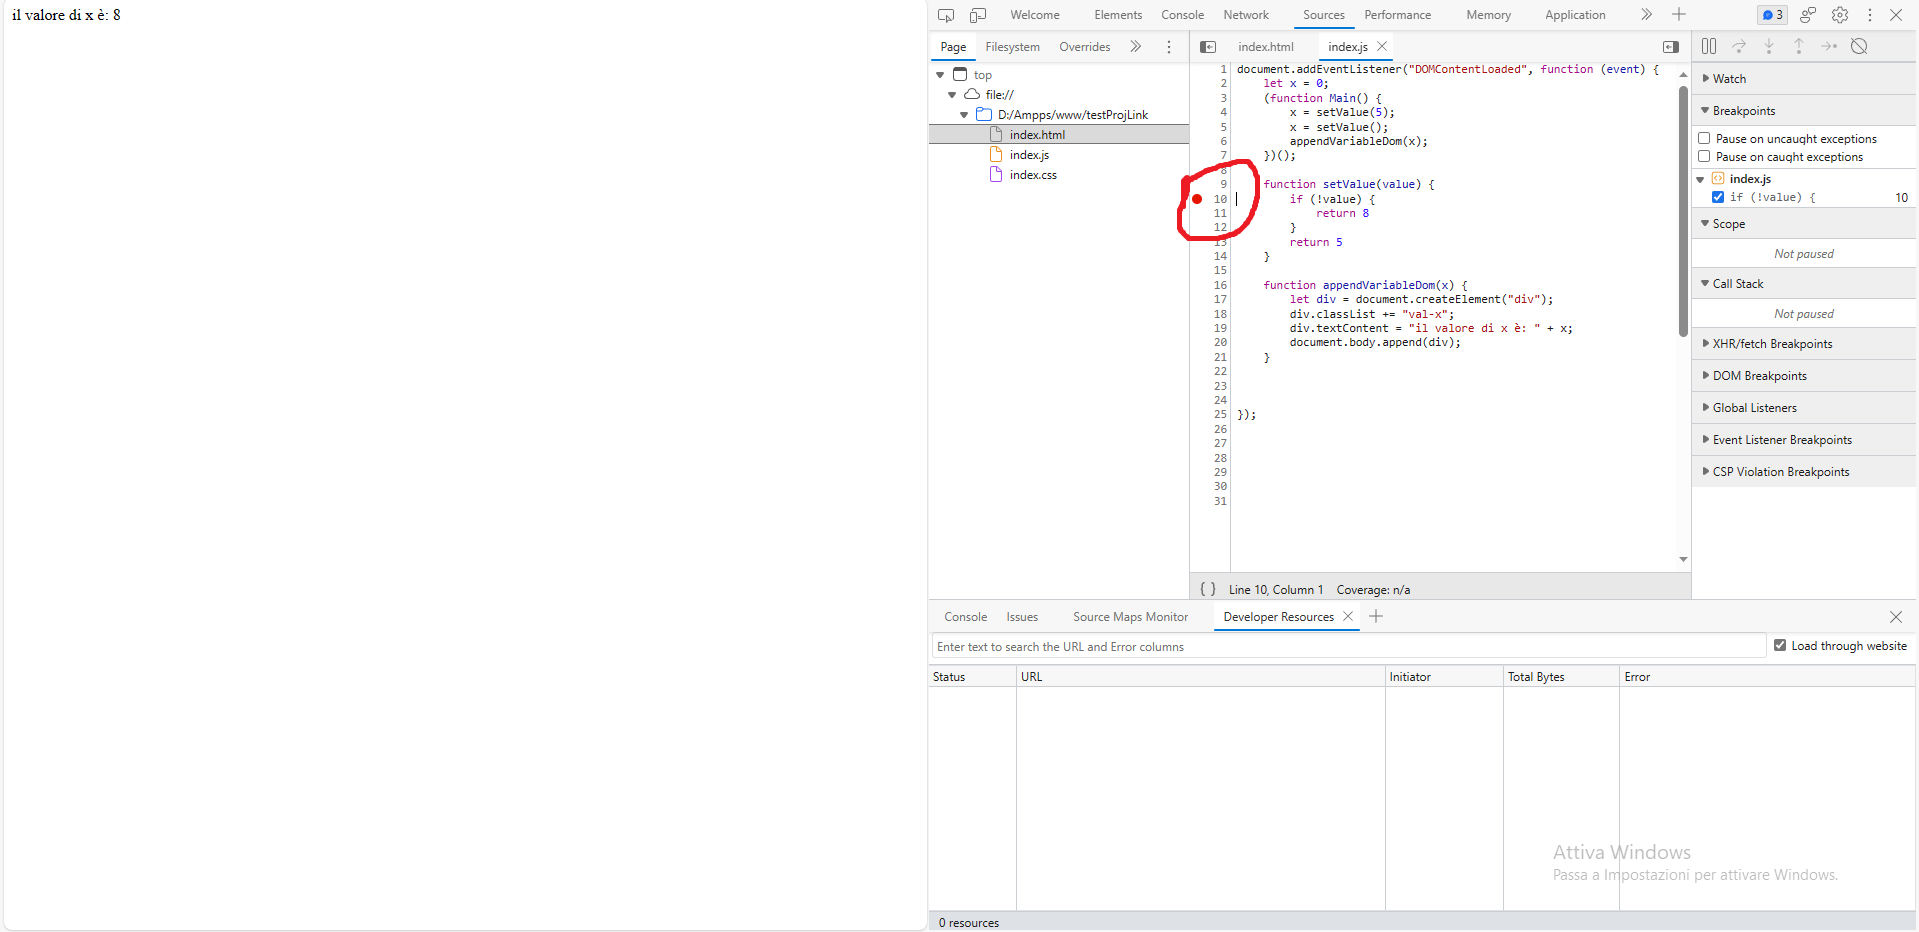 il valore di x è: 8
Welcome Elements Console Network Sources Performance Memory Application 3
Page Filesystem Overrides
index.html index.js
top
file://
D:/Ampps/www/testProjLink
index.html
index.js
index.css
1 document.addEventListener("DOMContentLoaded", function (event) {
2 let x = 0;
3 (function Main() {
4 x = setValue(5);
5 x = setValue();
6 appendVariableDom(x);
7 })();
8
9 function setValue(value) {
10 if (!value) {
11 return 8
12 }
13 return 5
14 }
15
16 function appendVariableDom(x) {
17 let div = document.createElement("div");
18 div.classList += "val-x";
19 div.textContent = "il valore di x è: " + x;
20 document.body.append(div);
21 }
22
23
24
25 });
26
27
28
29
30
31
{ } Line 10, Column 1 Coverage: n/a
Watch
Breakpoints
Pause on uncaught exceptions
Pause on caught exceptions
index.js
if (!value) { 10
Scope
Not paused
Call Stack
Not paused
XHR/fetch Breakpoints
DOM Breakpoints
Global Listeners
Event Listener Breakpoints
CSP Violation Breakpoints
Console Issues Source Maps Monitor Developer Resources
Enter text to search the URL and Error columns Load through website
Status URL Initiator Total Bytes Error
Attiva Windows
Passa a Impostazioni per attivare Windows.
0 resources